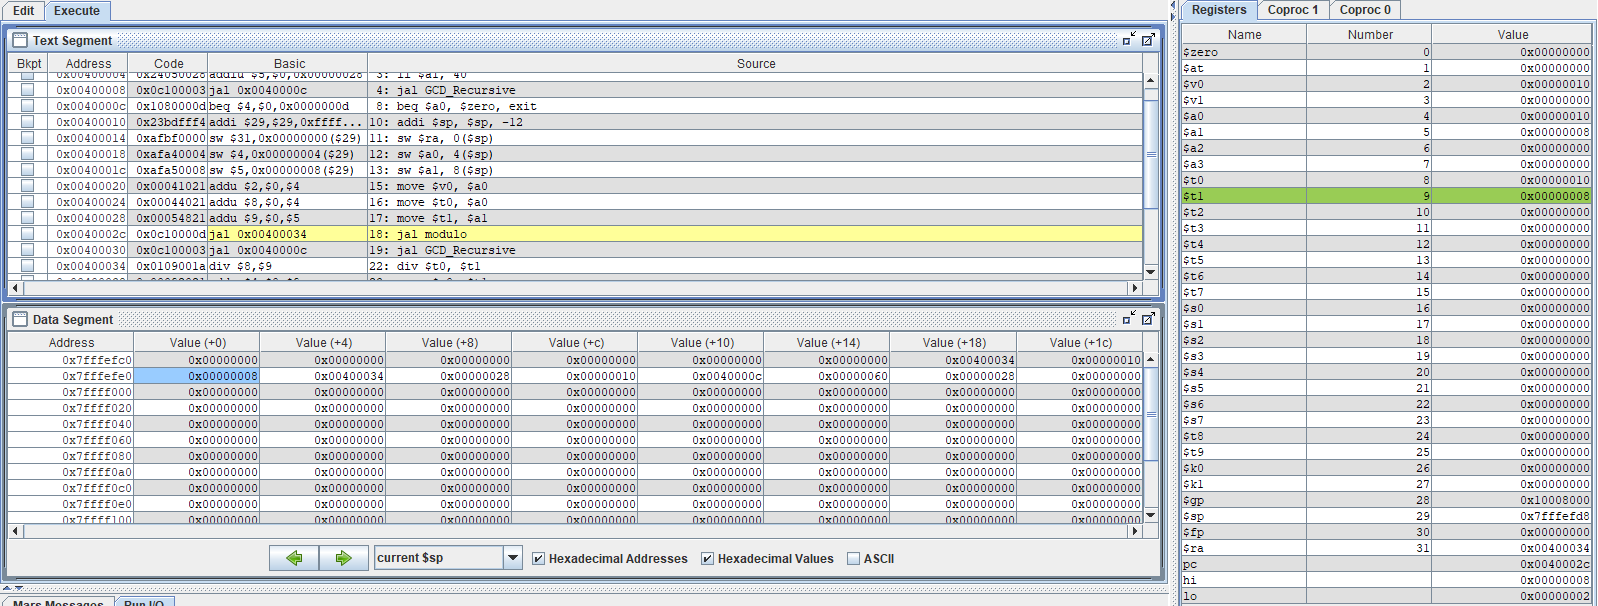 Edit Execute
Text Segment
Bkpt Address Code Basic Source
0x00400004 0x24050028 addiu $5,$0,0x00000028 3: li $a1, 40
0x00400008 0x0c100003 jal 0x0040000c 4: jal GCD_Recursive
0x0040000c 0x1080000d beq $4,$0,0x0000000d 8: beq $a0, $zero, exit
0x00400010 0x23bdfff4 addi $29,$29,0xffff... 10: addi $sp, $sp, -12
0x00400014 0xafbf0000 sw $31,0x00000000($29) 11: sw $ra, 0($sp)
0x00400018 0xafa40004 sw $4,0x00000004($29) 12: sw $a0, 4($sp)
0x0040001c 0xafa50008 sw $5,0x00000008($29) 13: sw $a1, 8($sp)
0x00400020 0x00041021 addu $2,$0,$4 15: move $v0, $a0
0x00400024 0x00044021 addu $8,$0,$4 16: move $t0, $a0
0x00400028 0x00054821 addu $9,$0,$5 17: move $t1, $a1
0x0040002c 0x0c10000d jal 0x00400034 18: jal modulo
0x00400030 0x0c100003 jal 0x0040000c 19: jal GCD_Recursive
0x00400034 0x0109001a div $8,$9 22: div $t0, $t1
Data Segment
Address Value (+0) Value (+4) Value (+8) Value (+c) Value (+10) Value (+14) Value (+18) Value (+1c)
0x7fffefc0 0x00000000 0x00000000 0x00000000 0x00000000 0x00000000 0x00000000 0x00400034 0x00000010
0x7fffefe0 0x00000008 0x00400034 0x00000028 0x00000010 0x0040000c 0x00000060 0x00000028 0x00000000
0x7ffff000 0x00000000 0x00000000 0x00000000 0x00000000 0x00000000 0x00000000 0x00000000 0x00000000
0x7ffff020 0x00000000 0x00000000 0x00000000 0x00000000 0x00000000 0x00000000 0x00000000 0x00000000
0x7ffff040 0x00000000 0x00000000 0x00000000 0x00000000 0x00000000 0x00000000 0x00000000 0x00000000
0x7ffff060 0x00000000 0x00000000 0x00000000 0x00000000 0x00000000 0x00000000 0x00000000 0x00000000
0x7ffff080 0x00000000 0x00000000 0x00000000 0x00000000 0x00000000 0x00000000 0x00000000 0x00000000
0x7ffff0a0 0x00000000 0x00000000 0x00000000 0x00000000 0x00000000 0x00000000 0x00000000 0x00000000
0x7ffff0c0 0x00000000 0x00000000 0x00000000 0x00000000 0x00000000 0x00000000 0x00000000 0x00000000
0x7ffff0e0 0x00000000 0x00000000 0x00000000 0x00000000 0x00000000 0x00000000 0x00000000 0x00000000
0x7ffff100 0x00000000 0x00000000 0x00000000 0x00000000 0x00000000 0x00000000 0x00000000 0x00000000
current $sp Hexadecimal Addresses Hexadecimal Values ASCII
Mars Messages Run I/O
Registers Coproc 1 Coproc 0
Name Number Value
$zero 0 0x00000000
$at 1 0x00000000
$v0 2 0x00000010
$v1 3 0x00000000
$a0 4 0x00000010
$a1 5 0x00000008
$a2 6 0x00000000
$a3 7 0x00000000
$t0 8 0x00000010
$t1 9 0x00000008
$t2 10 0x00000000
$t3 11 0x00000000
$t4 12 0x00000000
$t5 13 0x00000000
$t6 14 0x00000000
$t7 15 0x00000000
$s0 16 0x00000000
$s1 17 0x00000000
$s2 18 0x00000000
$s3 19 0x00000000
$s4 20 0x00000000
$s5 21 0x00000000
$s6 22 0x00000000
$s7 23 0x00000000
$t8 24 0x00000000
$t9 25 0x00000000
$k0 26 0x00000000
$k1 27 0x00000000
$gp 28 0x10008000
$sp 29 0x7fffefd8
$fp 30 0x00000000
$ra 31 0x00400034
pc 0x0040002c
hi 0x00000008
lo 0x00000002